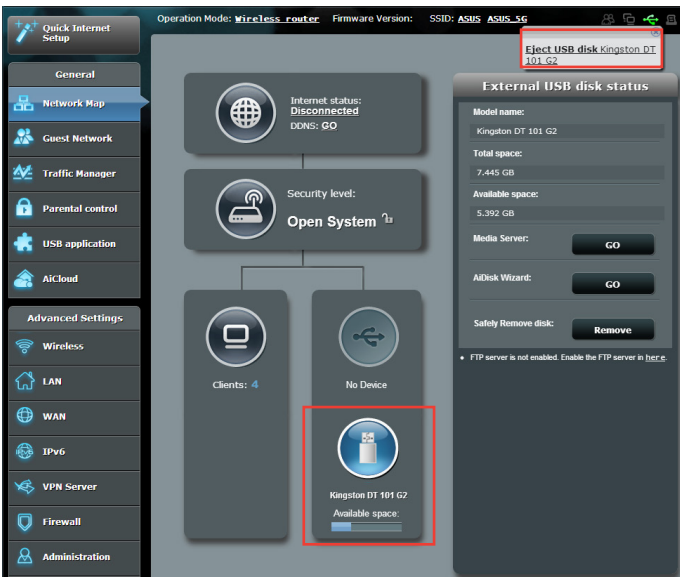 Quick Internet
Setup
Operation Mode: Wireless router Firmware Version: SSID: ASUS ASUS_5G
Eject USB disk Kingston DT
101 G2
General
Network Map
Guest Network
Traffic Manager
Parental control
USB application
AiCloud
Advanced Settings
Wireless
LAN
WAN
IPv6
VPN Server
Firewall
Administration
Internet status:
Disconnected
DDNS: GO
Security level:
Open System
Clients: 4
No Device
Kingston DT 101 G2
Available space:
External USB disk status
Model name:
Kingston DT 101 G2
Total space:
7.445 GB
Available space:
5.392 GB
Media Server: GO
AiDisk Wizard: GO
Safely Remove disk: Remove
• FTP server is not enabled. Enable the FTP server in here.